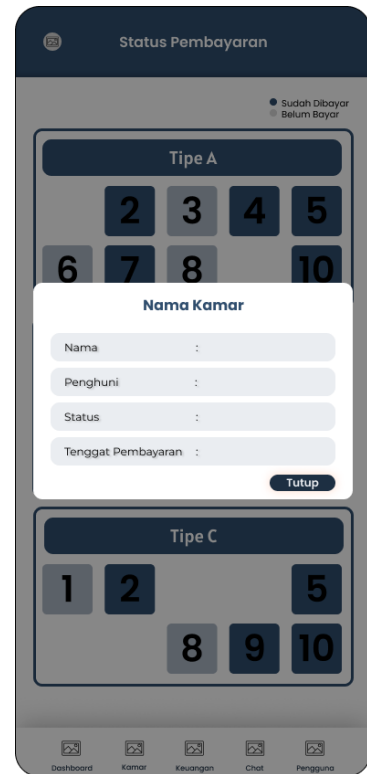 Status Pembayaran
Sudah Dibayar
Belum Bayar
Tipe A
2 3 4 5
6 7 8 10
Nama Kamar
Nama :
Penghuni :
Status :
Tenggat Pembayaran :
Tutup
Tipe C
1 2 5
8 9 10
Dashboard Kamar Keuangan Chat Pengguna